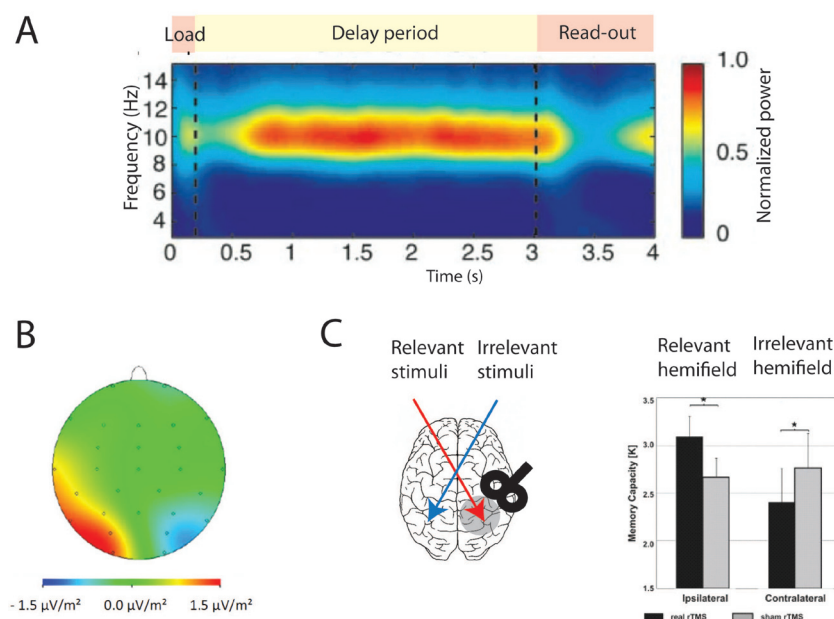 A
Load Delay period Read-out
Frequency (Hz)
14
12
10
8
6
4
0 0.5 1 1.5 2 2.5 3 3.5 4
Time (s)
1.0
0.5
0
Normalized power
B
- 1.5 µV/m² 0.0 µV/m² 1.5 µV/m²
C
Relevant stimuli
Irrelevant stimuli
Relevant hemifield
Irrelevant hemifield
Memory Capacity [K]
3.5
3.0
2.5
2.0
1.5
* *
Ipsilateral Contralateral
real rTMS sham rTMS